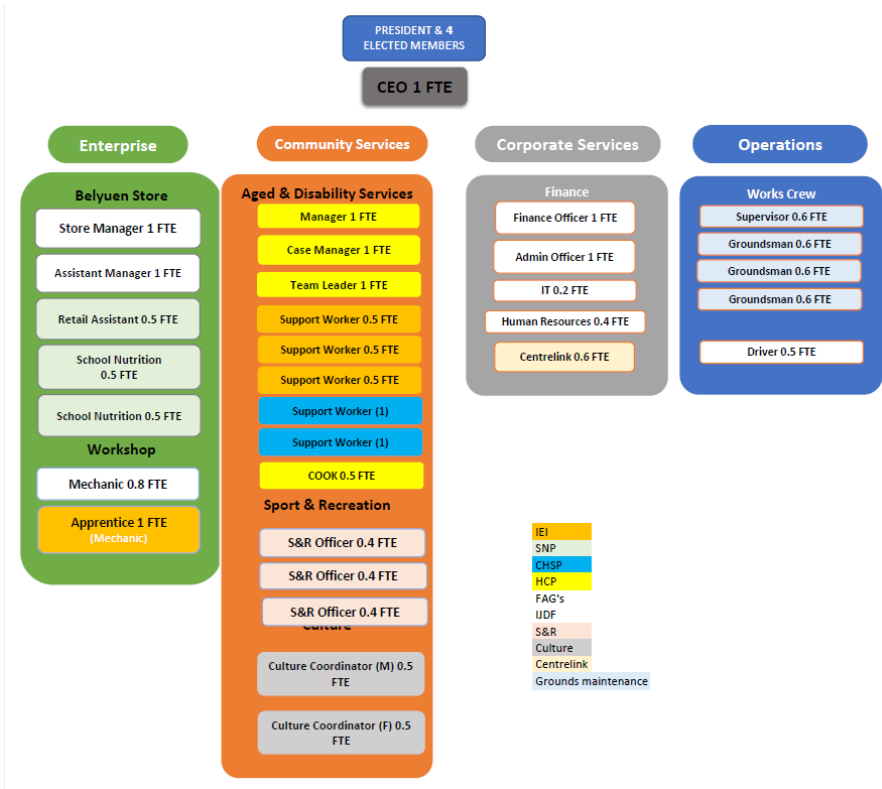 PRESIDENT & 4
ELECTED MEMBERS
CEO 1 FTE
Enterprise
Belyuen Store
Store Manager 1 FTE
Assistant Manager 1 FTE
Retail Assistant 0.5 FTE
School Nutrition
0.5 FTE
School Nutrition 0.5 FTE
Workshop
Mechanic 0.8 FTE
Apprentice 1 FTE
(Mechanic)
Community Services
Aged & Disability Services
Manager 1 FTE
Case Manager 1 FTE
Team Leader 1 FTE
Support Worker 0.5 FTE
Support Worker 0.5 FTE
Support Worker 0.5 FTE
Support Worker (1)
Support Worker (1)
COOK 0.5 FTE
Sport & Recreation
S&R Officer 0.4 FTE
S&R Officer 0.4 FTE
S&R Officer 0.4 FTE
Culture
Culture Coordinator (M) 0.5
FTE
Culture Coordinator (F) 0.5
FTE
Corporate Services
Finance
Finance Officer 1 FTE
Admin Officer 1 FTE
IT 0.2 FTE
Human Resources 0.4 FTE
Centrelink 0.6 FTE
Operations
Works Crew
Supervisor 0.6 FTE
Groundsman 0.6 FTE
Groundsman 0.6 FTE
Groundsman 0.6 FTE
Driver 0.5 FTE
IEI
SNP
CHSP
HCP
FAG's
IJDF
S&R
Culture
Centrelink
Grounds maintenance